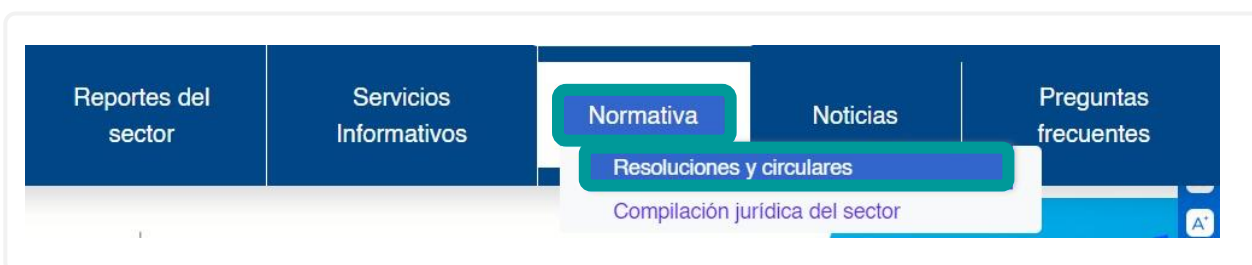 Reportes del
sector
Servicios
Informativos
Normativa
Noticias
Preguntas
frecuentes
Resoluciones y circulares
Compilación jurídica del sector
A+